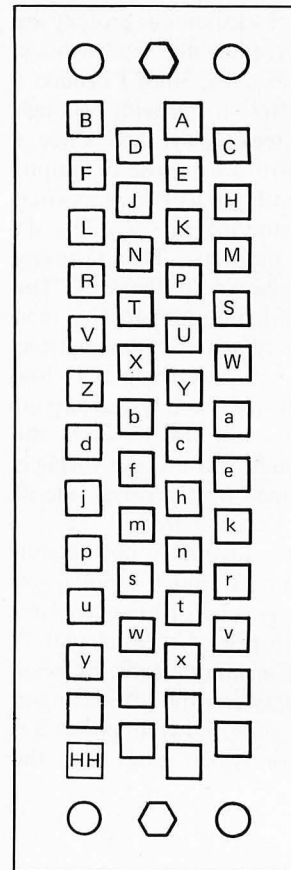 B A
D C
F E
J H
L K
N M
R P
T S
V U
X W
Z Y
b a
d c
f e
j h
m k
p n
s r
u t
w v
y x
HH